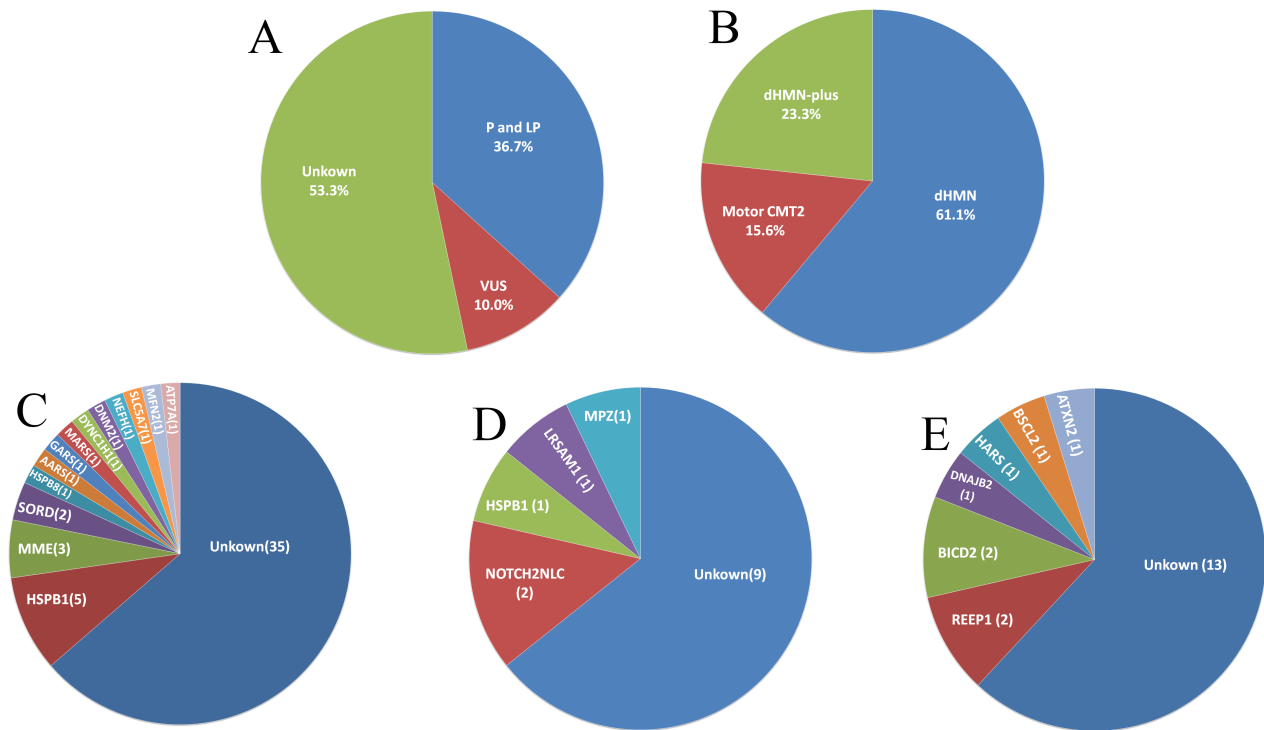 A
P and LP
36.7%
Unkown
53.3%
VUS
10.0%
B
dHMN-plus
23.3%
dHMN
61.1%
Motor CMT2
15.6%
C
ATP7A(1)
MFN2(1)
SLC5A7(1)
NEFH(1)
DNM2(1)
DYNC1H1(1)
MARS(1)
GARS(1)
AARS(1)
HSPB8(1)
SORD(2)
MME(3)
HSPB1(5)
Unkown(35)
D
MPZ(1)
LRSAM1 (1)
HSPB1 (1)
NOTCH2NLC
(2)
Unkown(9)
E
ATXN2 (1)
BSCL2 (1)
HARS (1)
DNAJB2
(1)
BICD2 (2)
REEP1 (2)
Unkown (13)